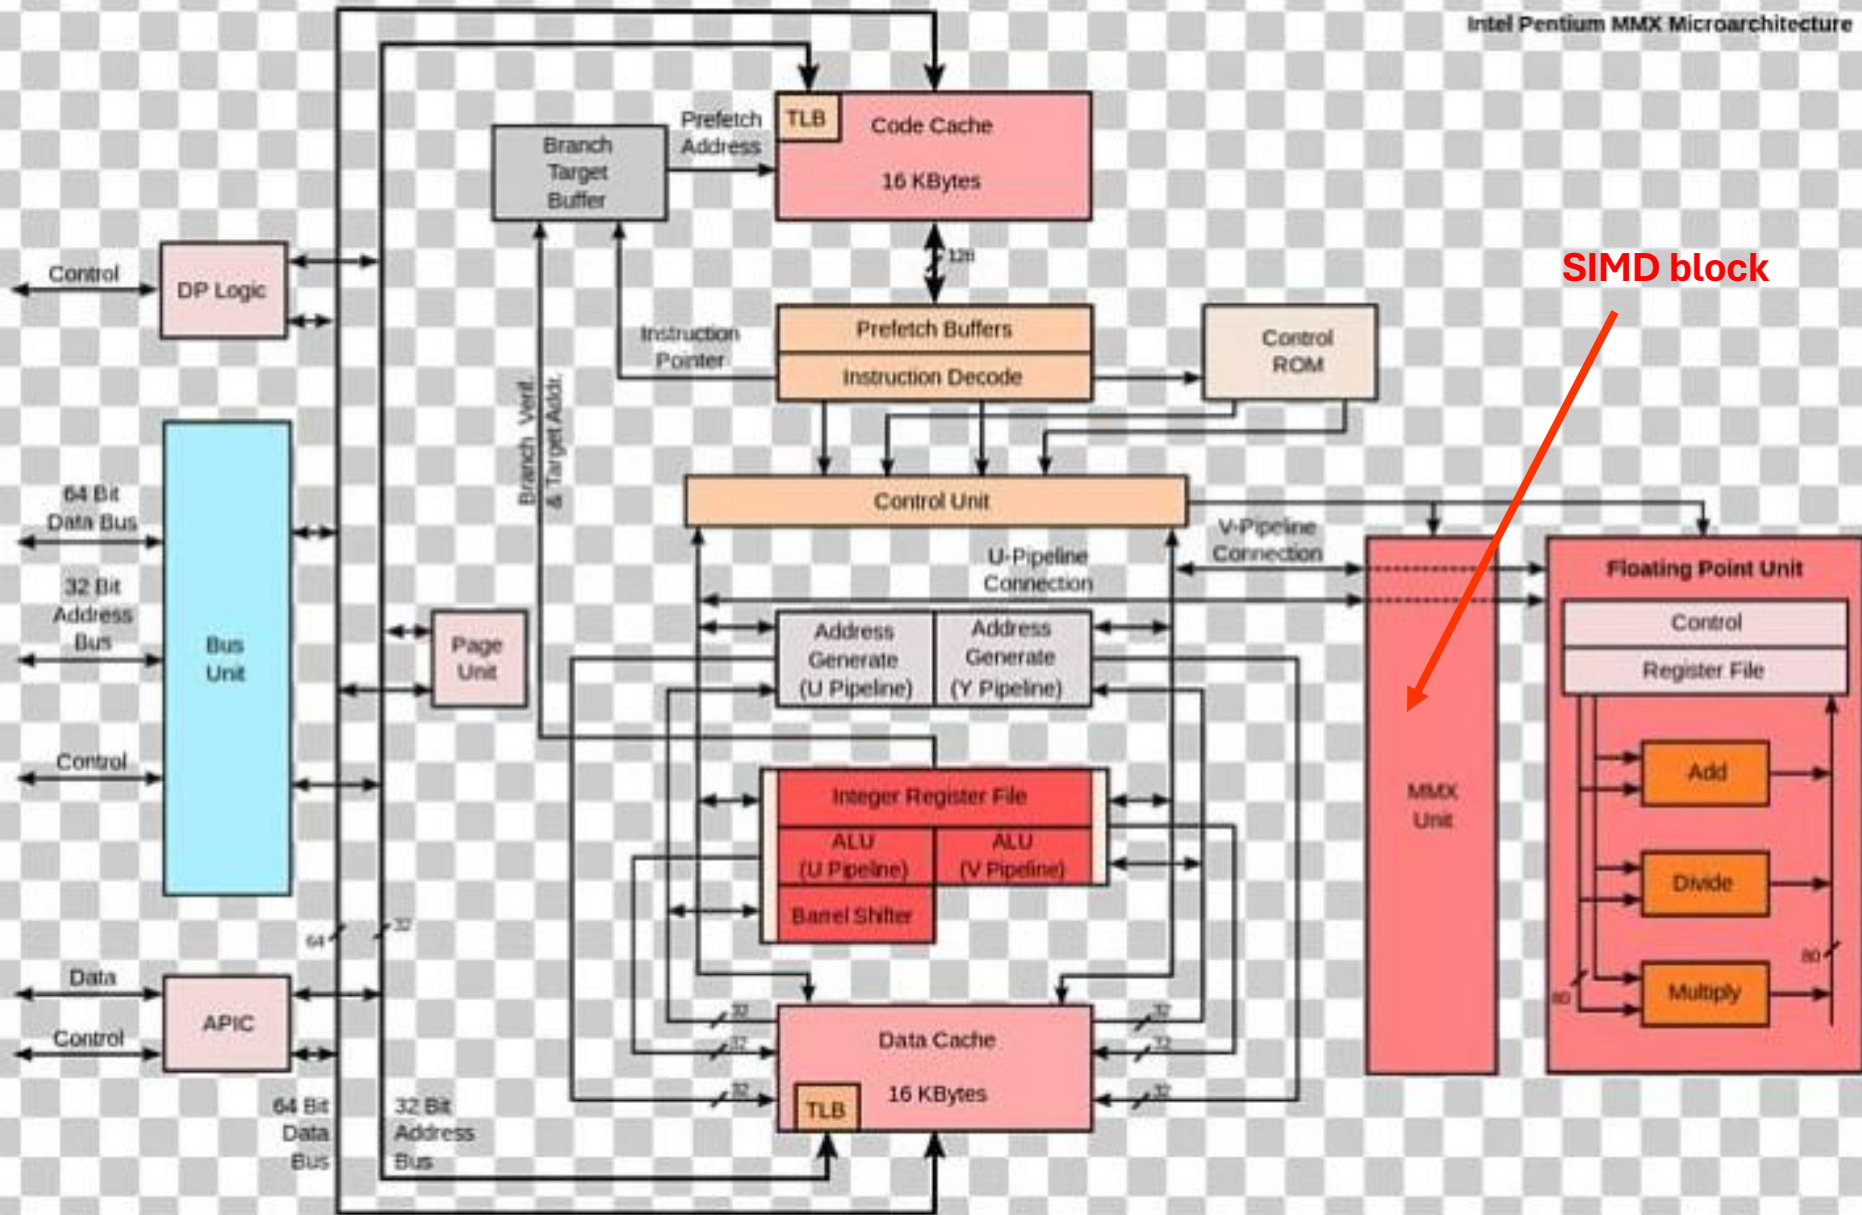 Intel Pentium MMX Microarchitecture
TLB
Code Cache
16 KBytes
Prefetch
Address
Branch
Target
Buffer
128
SIMD block
Control
DP Logic
Instruction
Pointer
Prefetch Buffers
Instruction Decode
Control
ROM
Branch Verif.
& Target Addr.
64 Bit
Data Bus
32 Bit
Address
Bus
Control
Bus
Unit
Control Unit
V-Pipeline
Connection
U-Pipeline
Connection
Page
Unit
Address
Generate
(U Pipeline)
Address
Generate
(Y Pipeline)
Integer Register File
ALU
(U Pipeline)
ALU
(V Pipeline)
Barrel Shifter
MMX
Unit
Floating Point Unit
Control
Register File
Add
Divide
Multiply
80
80
64
32
Data
Control
APIC
32
32
32
32
32
32
Data Cache
16 KBytes
TLB
64 Bit
Data
Bus
32 Bit
Address
Bus